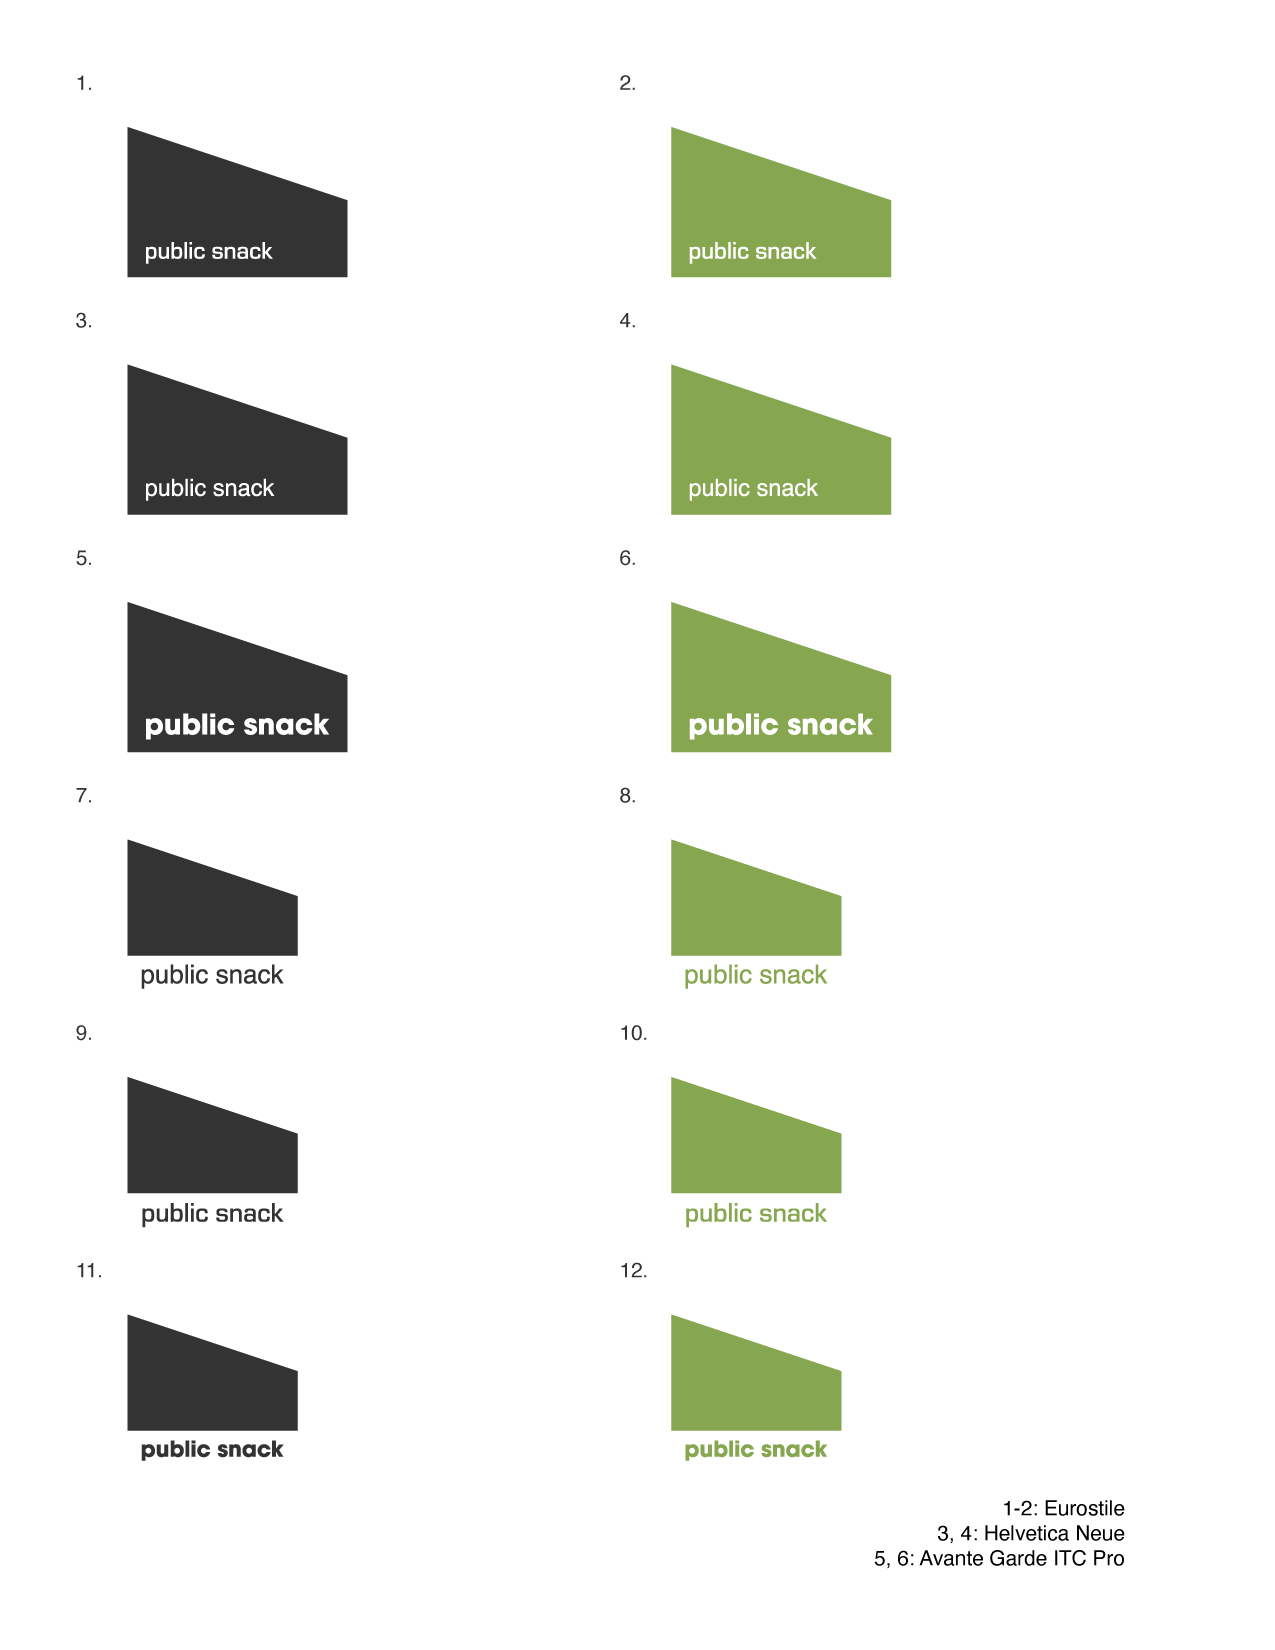 1.
2.
public snack
public snack
3.
4.
public snack
public snack
5.
6.
public snack
public snack
7.
8.
public snack
public snack
9.
10.
public snack
public snack
11.
12.
public snack
public snack
1-2: Eurostile
3, 4: Helvetica Neue
5, 6: Avante Garde ITC Pro